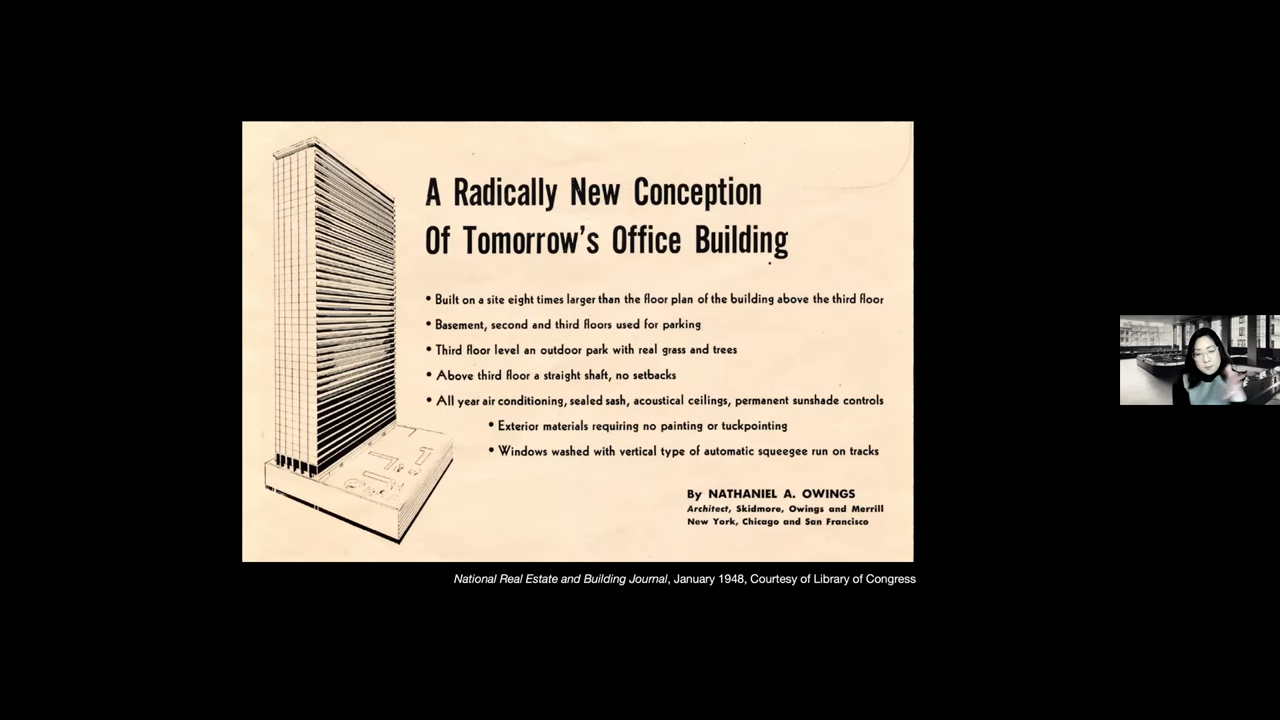 A Radically New Conception
Of Tomorrow's Office Building
• Built on a site eight times larger than the floor plan of the building above the third floor
• Basement, second and third floors used for parking
• Third floor level an outdoor park with real grass and trees
• Above third floor a straight shaft, no setbacks
• All year air conditioning, sealed sash, acoustical ceilings, permanent sunshade controls
• Exterior materials requiring no painting or tuckpointing
• Windows washed with vertical type of automatic squeegee run on tracks
By NATHANIEL A. OWINGS
Architect, Skidmore, Owings and Merrill
New York, Chicago and San Francisco
National Real Estate and Building Journal, January 1948, Courtesy of Library of Congress